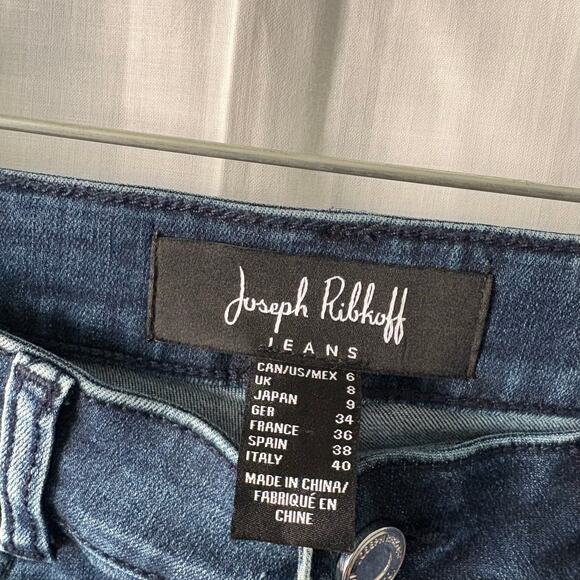 Joseph Ribkoff
JEANS
CAN/US/MEX 6
UK 8
JAPAN 9
GER 34
FRANCE 36
SPAIN 38
ITALY 40
MADE IN CHINA/
FABRIQUÉ EN
CHINE